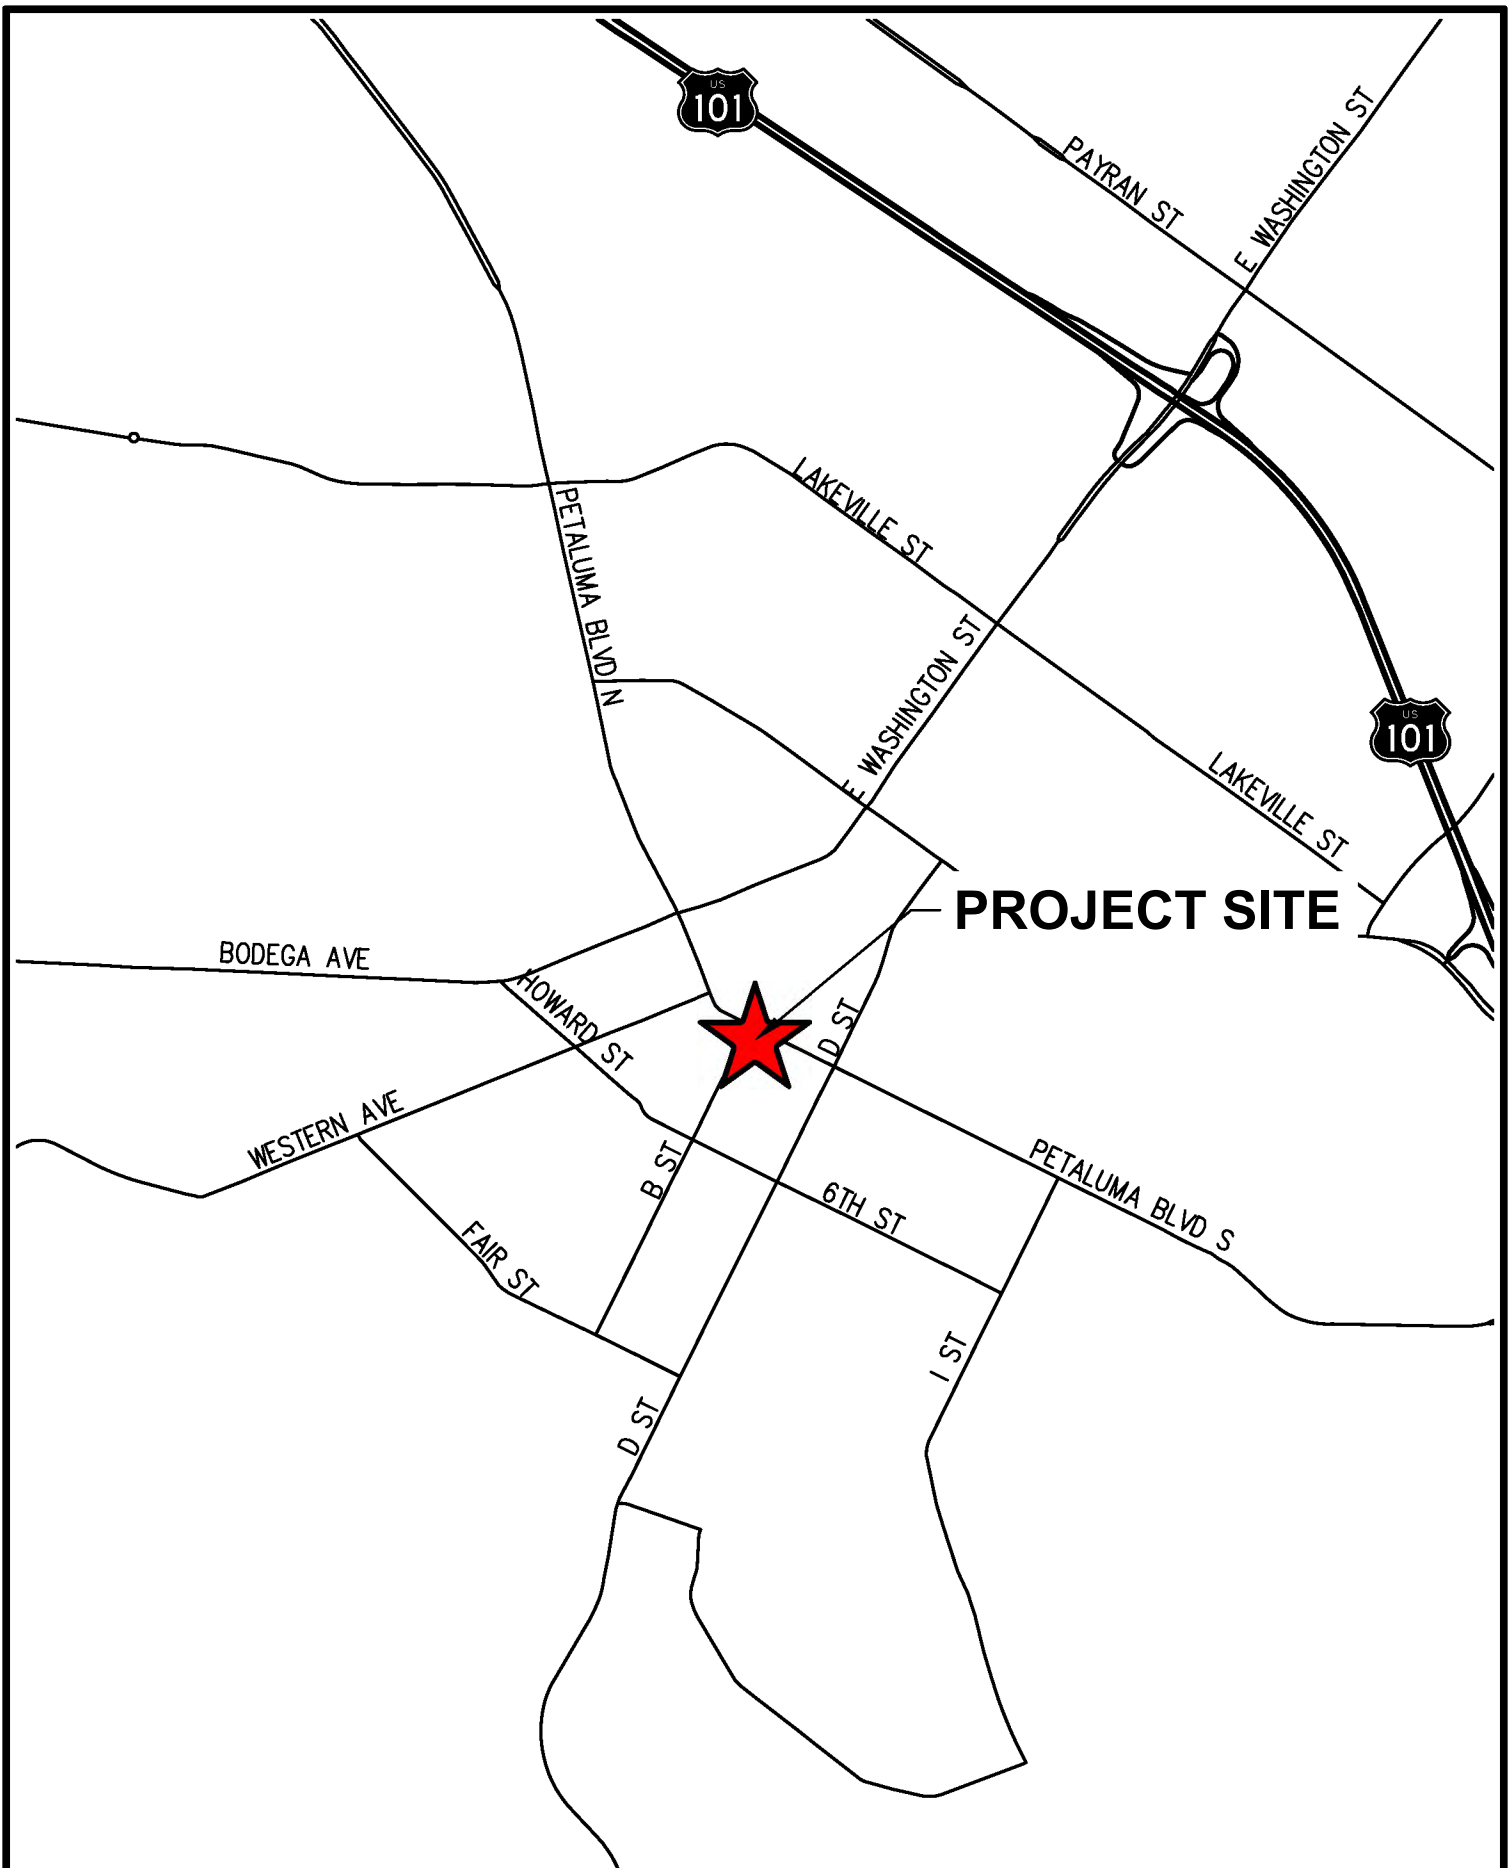 US
101
PAYRAN ST
E WASHINGTON ST
LAKEVILLE ST
PETALUMA BLVD N
E WASHINGTON ST
US
101
LAKEVILLE ST
PROJECT SITE
BODEGA AVE
HOWARD ST
D ST
WESTERN AVE
B ST
PETALUMA BLVD S
6TH ST
FAIR ST
I ST
D ST